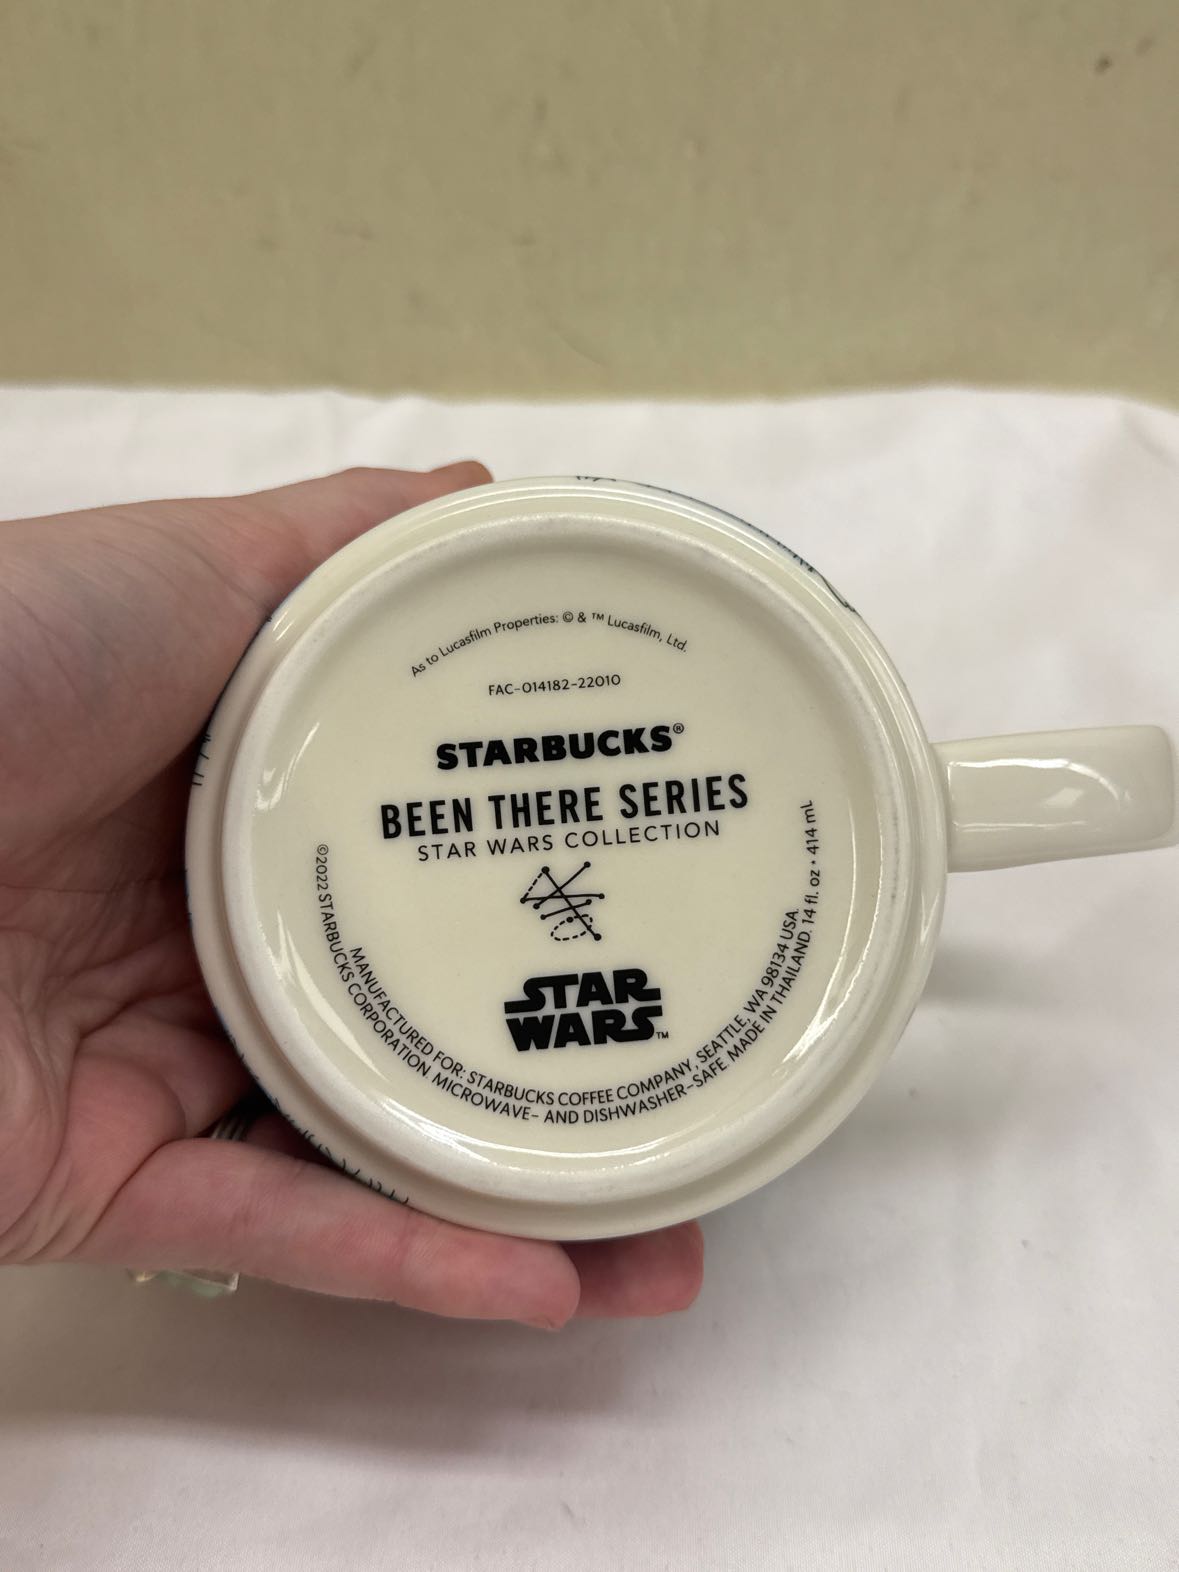 As to Lucasfilm Properties: © & ™ Lucasfilm, Ltd.
FAC-014182-22010
STARBUCKS®
BEEN THERE SERIES
STAR WARS COLLECTION
STAR
WARS™
MANUFACTURED FOR: STARBUCKS COFFEE COMPANY, SEATTLE, WA 98134 USA.
©2022 STARBUCKS CORPORATION MICROWAVE- AND DISHWASHER-SAFE. MADE IN THAILAND. 14 fl. oz • 414 mL